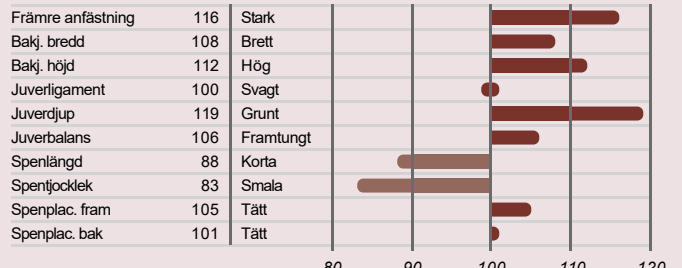 Främre anfästning 116 Stark
Bakj. bredd 108 Brett
Bakj. höjd 112 Hög
Juverligament 100 Svagt
Juverdjup 119 Grunt
Juverbalans 106 Framtungt
Spenlängd 88 Korta
Spentjocklek 83 Smala
Spenplac. fram 105 Tätt
Spenplac. bak 101 Tätt
80 90 100 110 120